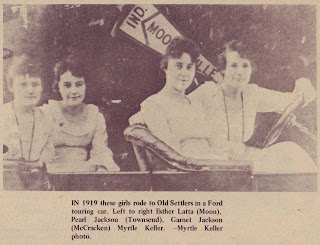 IND.
MOO
VILLE
IN 1919 these girls rode to Old Settlers in a Ford
touring car. Left to right Esther Latta (Moon),
Pearl Jackson (Townsend), Garnet Jackson
(McCracken) Myrtle Keller. —Myrtle Keller
photo.